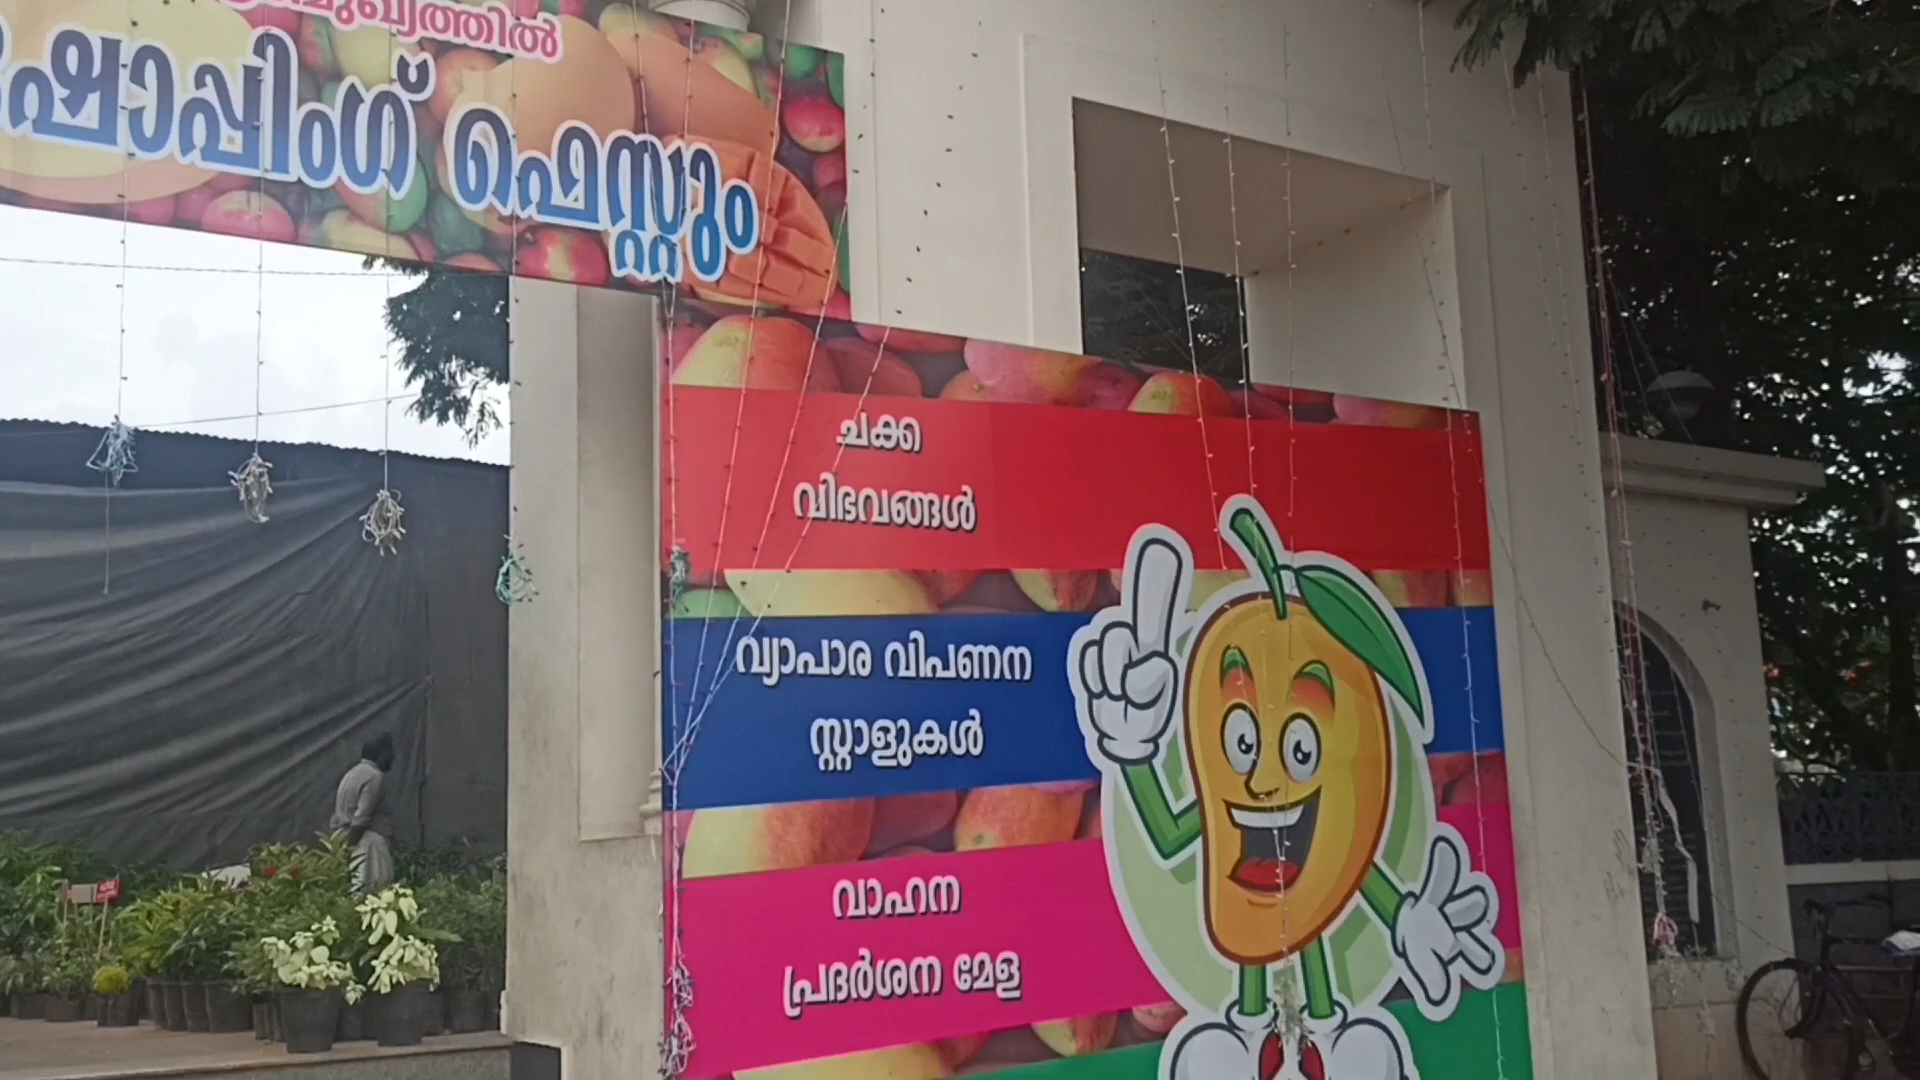 ഷോപ്പിംഗ് ഫെസ്റ്റും
ചക്ക
വിഭവങ്ങൾ
വ്യാപാര വിപണന
സ്റ്റാളുകൾ
വാഹന
പ്രദർശന മേള